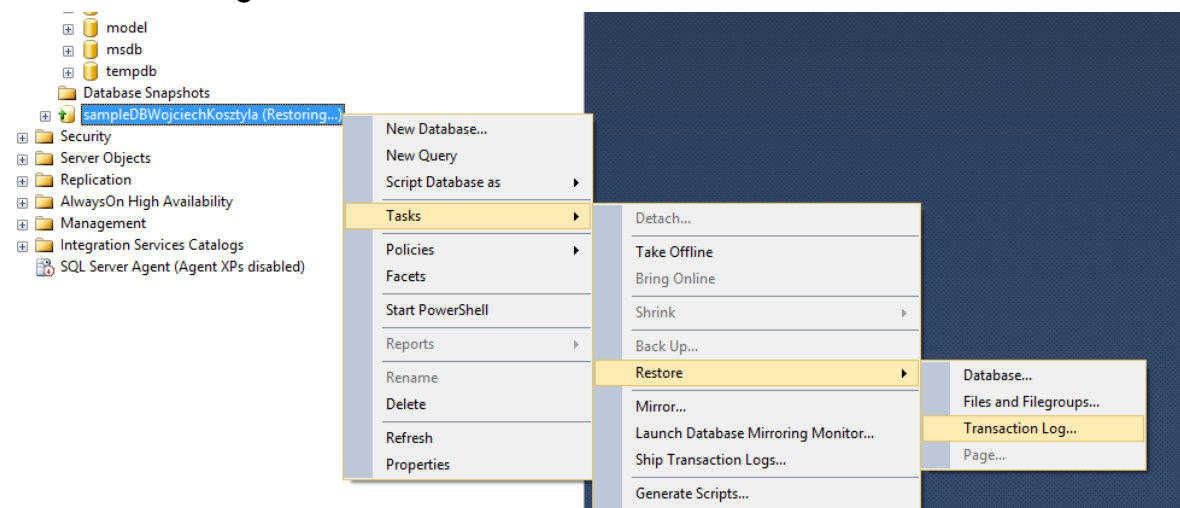 model
msdb
tempdb
Database Snapshots
sampleDBWojciechKosztyla (Restoring...)
Security
Server Objects
Replication
AlwaysOn High Availability
Management
Integration Services Catalogs
SQL Server Agent (Agent XPs disabled)
New Database...
New Query
Script Database as
Tasks
Policies
Facets
Start PowerShell
Reports
Rename
Delete
Refresh
Properties
Detach...
Take Offline
Bring Online
Shrink
Back Up...
Restore
Mirror...
Launch Database Mirroring Monitor...
Ship Transaction Logs...
Generate Scripts...
Database...
Files and Filegroups...
Transaction Log...
Page...